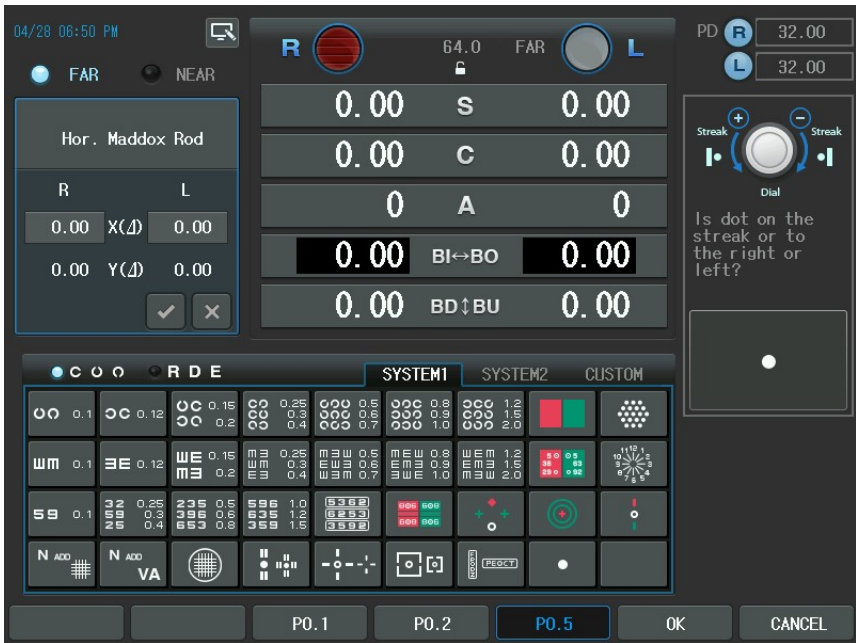 04/28 06:50 PM
FAR NEAR
R 64.0 FAR L
PD R 32.00
L 32.00
Hor. Maddox Rod
R L
0.00 X(Δ) 0.00
0.00 Y(Δ) 0.00
0.00 S 0.00
0.00 C 0.00
0 A 0
0.00 BI↔BO 0.00
0.00 BD↕BU 0.00
+ −
Streak Streak
Dial
Is dot on the
streak or to
the right or
left?
C R D E
SYSTEM1 SYSTEM2 CUSTOM
0.1
0.12
0.15
0.2
0.25
0.3
0.4
0.5
0.6
0.7
0.8
0.9
1.0
1.2
1.5
2.0
0.1
0.12
0.15
0.2
0.25
0.3
0.4
0.5
0.6
0.7
0.8
0.9
1.0
1.2
1.5
2.0
59 0.1
32 0.25
59 0.3
25 0.4
235 0.5
396 0.6
653 0.8
596 1.0
635 1.2
359 1.5
5362
6253
3592
N ADD
N ADD
VA
PEOCT
P0.1 P0.2 P0.5 OK CANCEL